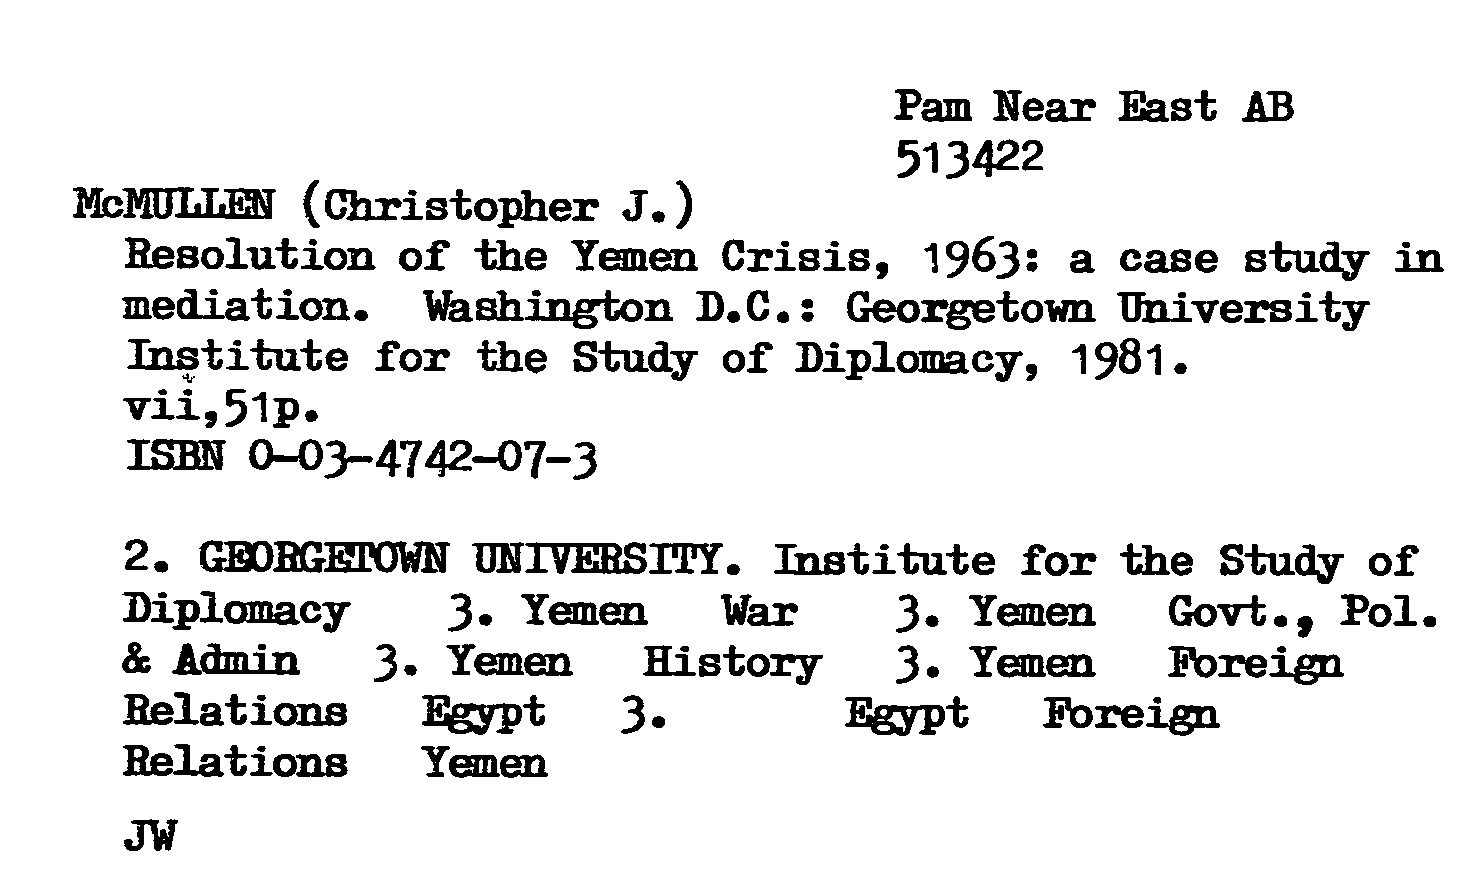 Pam Near East AB
513422
McMULLEN (Christopher J.)
Resolution of the Yemen Crisis, 1963: a case study in
mediation. Washington D.C.: Georgetown University
Institute for the Study of Diplomacy, 1981.
vii,51p.
ISBN 0-03-4742-07-3
2. GEORGETOWN UNIVERSITY. Institute for the Study of
Diplomacy 3. Yemen War 3. Yemen Govt., Pol.
& Admin 3. Yemen History 3. Yemen Foreign
Relations Egypt 3. Egypt Foreign
Relations Yemen
JW